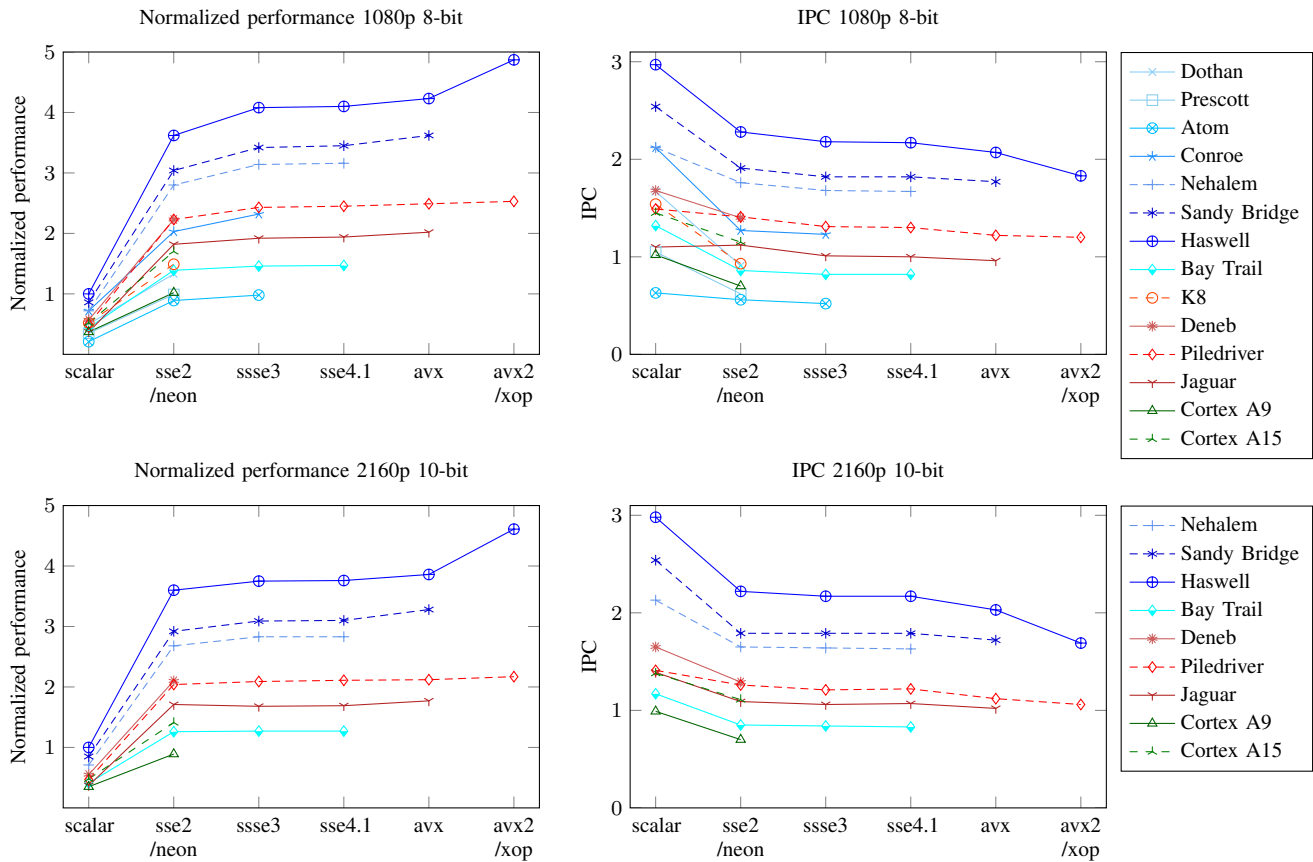 Normalized performance 1080p 8-bit
Normalized performance
5
4
3
2
1
scalar sse2 ssse3 sse4.1 avx avx2
/neon /xop
IPC 1080p 8-bit
IPC
3
2
1
0
scalar sse2 ssse3 sse4.1 avx avx2
/neon /xop
Dothan
Prescott
Atom
Conroe
Nehalem
Sandy Bridge
Haswell
Bay Trail
K8
Deneb
Piledriver
Jaguar
Cortex A9
Cortex A15
Normalized performance 2160p 10-bit
Normalized performance
5
4
3
2
1
scalar sse2 ssse3 sse4.1 avx avx2
/neon /xop
IPC 2160p 10-bit
IPC
3
2
1
0
scalar sse2 ssse3 sse4.1 avx avx2
/neon /xop
Nehalem
Sandy Bridge
Haswell
Bay Trail
Deneb
Piledriver
Jaguar
Cortex A9
Cortex A15